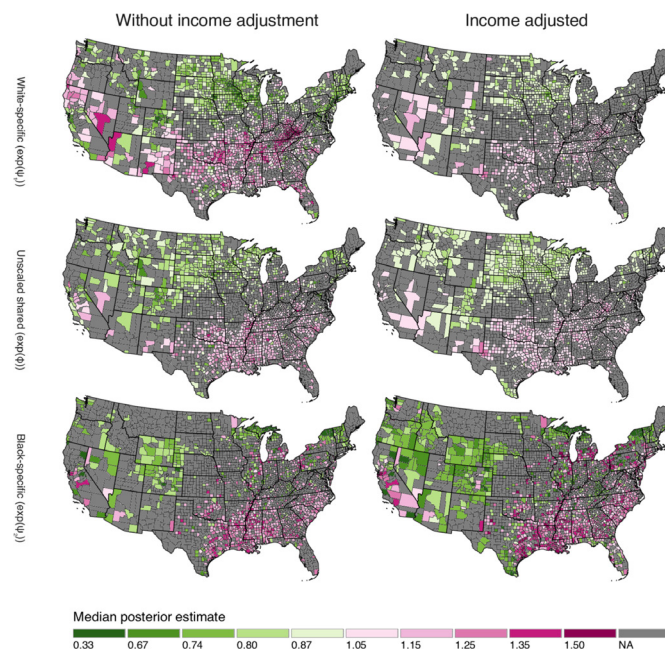 Without income adjustment
Income adjusted
White-specific (exp(ψ₁))
Unscaled shared (exp(Φ))
Black-specific (exp(ψ₂))
Median posterior estimate
0.33 0.67 0.74 0.80 0.87 1.05 1.15 1.25 1.35 1.50 NA